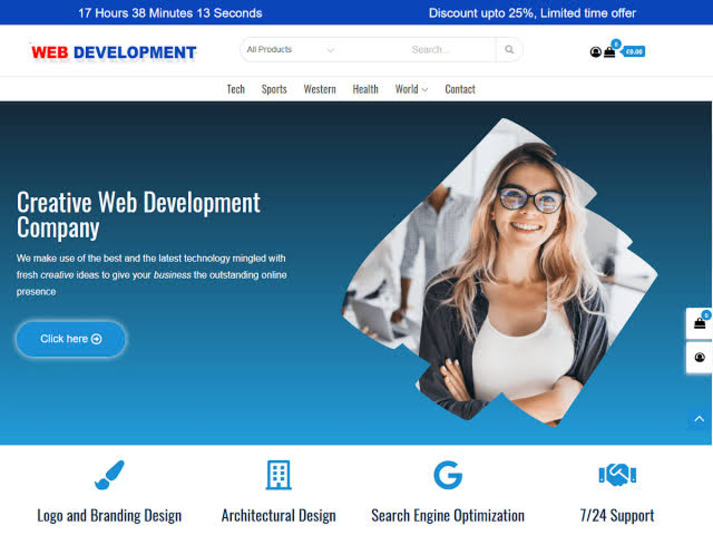 17 Hours 38 Minutes 13 Seconds
Discount upto 25%, Limited time offer
WEB DEVELOPMENT
All Products
Search...
0
€0.00
Tech Sports Western Health World Contact
Creative Web Development
Company
We make use of the best and the latest technology mingled with
fresh creative ideas to give your business the outstanding online
presence
Click here
0
Logo and Branding Design
Architectural Design
Search Engine Optimization
7/24 Support